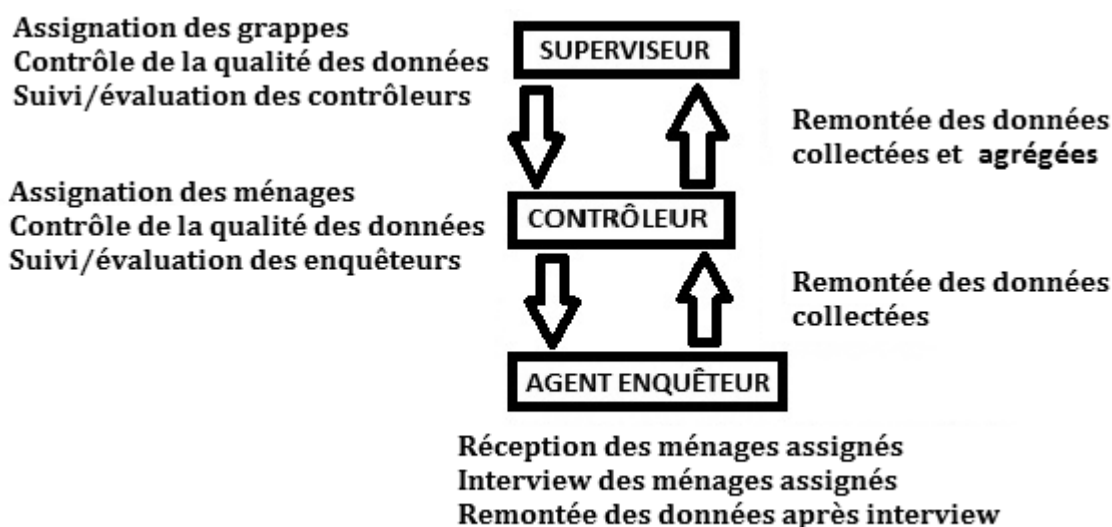 Assignation des grappes
Contrôle de la qualité des données
Suivi/évaluation des contrôleurs
SUPERVISEUR
Remontée des données
collectées et agrégées
Assignation des ménages
Contrôle de la qualité des données
Suivi/évaluation des enquêteurs
CONTRÔLEUR
Remontée des données
collectées
AGENT ENQUÊTEUR
Réception des ménages assignés
Interview des ménages assignés
Remontée des données après interview